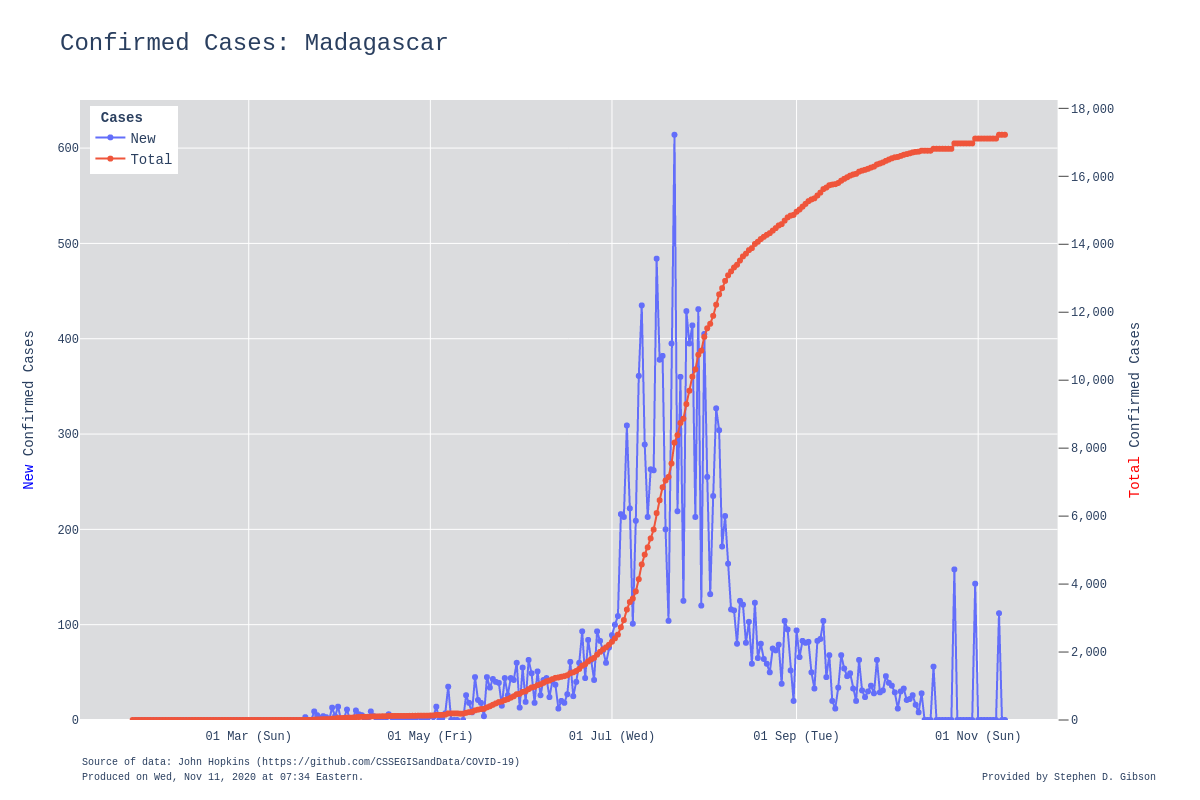 Confirmed Cases: Madagascar
Cases
New
Total
600
500
400
300
200
100
0
18,000
16,000
14,000
12,000
10,000
8,000
6,000
4,000
2,000
0
New Confirmed Cases
Total Confirmed Cases
01 Mar (Sun) 01 May (Fri) 01 Jul (Wed) 01 Sep (Tue) 01 Nov (Sun)
Source of data: John Hopkins (https://github.com/CSSEGISandData/COVID-19)
Produced on Wed, Nov 11, 2020 at 07:34 Eastern.
Provided by Stephen D. Gibson